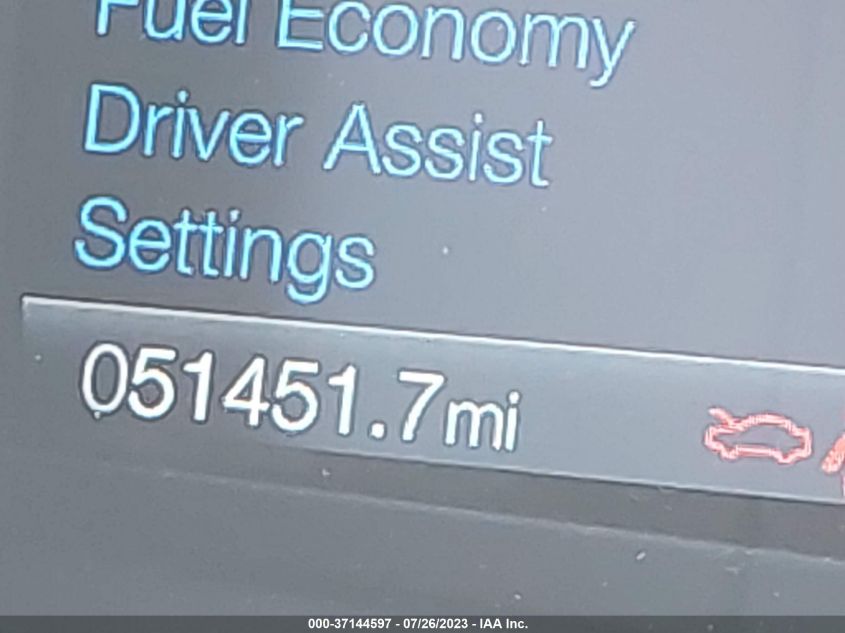 Fuel Economy
Driver Assist
Settings
051451.7mi
000-37144597 - 07/26/2023 - IAA Inc.